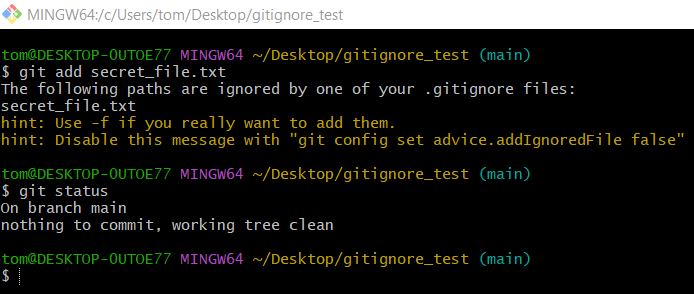 MINGW64:/c/Users/tom/Desktop/gitignore_test
tom@DESKTOP-OUTOE77 MINGW64 ~/Desktop/gitignore_test (main)
$ git add secret_file.txt
The following paths are ignored by one of your .gitignore files:
secret_file.txt
hint: Use -f if you really want to add them.
hint: Disable this message with "git config set advice.addIgnoredFile false"
tom@DESKTOP-OUTOE77 MINGW64 ~/Desktop/gitignore_test (main)
$ git status
On branch main
nothing to commit, working tree clean
tom@DESKTOP-OUTOE77 MINGW64 ~/Desktop/gitignore_test (main)
$